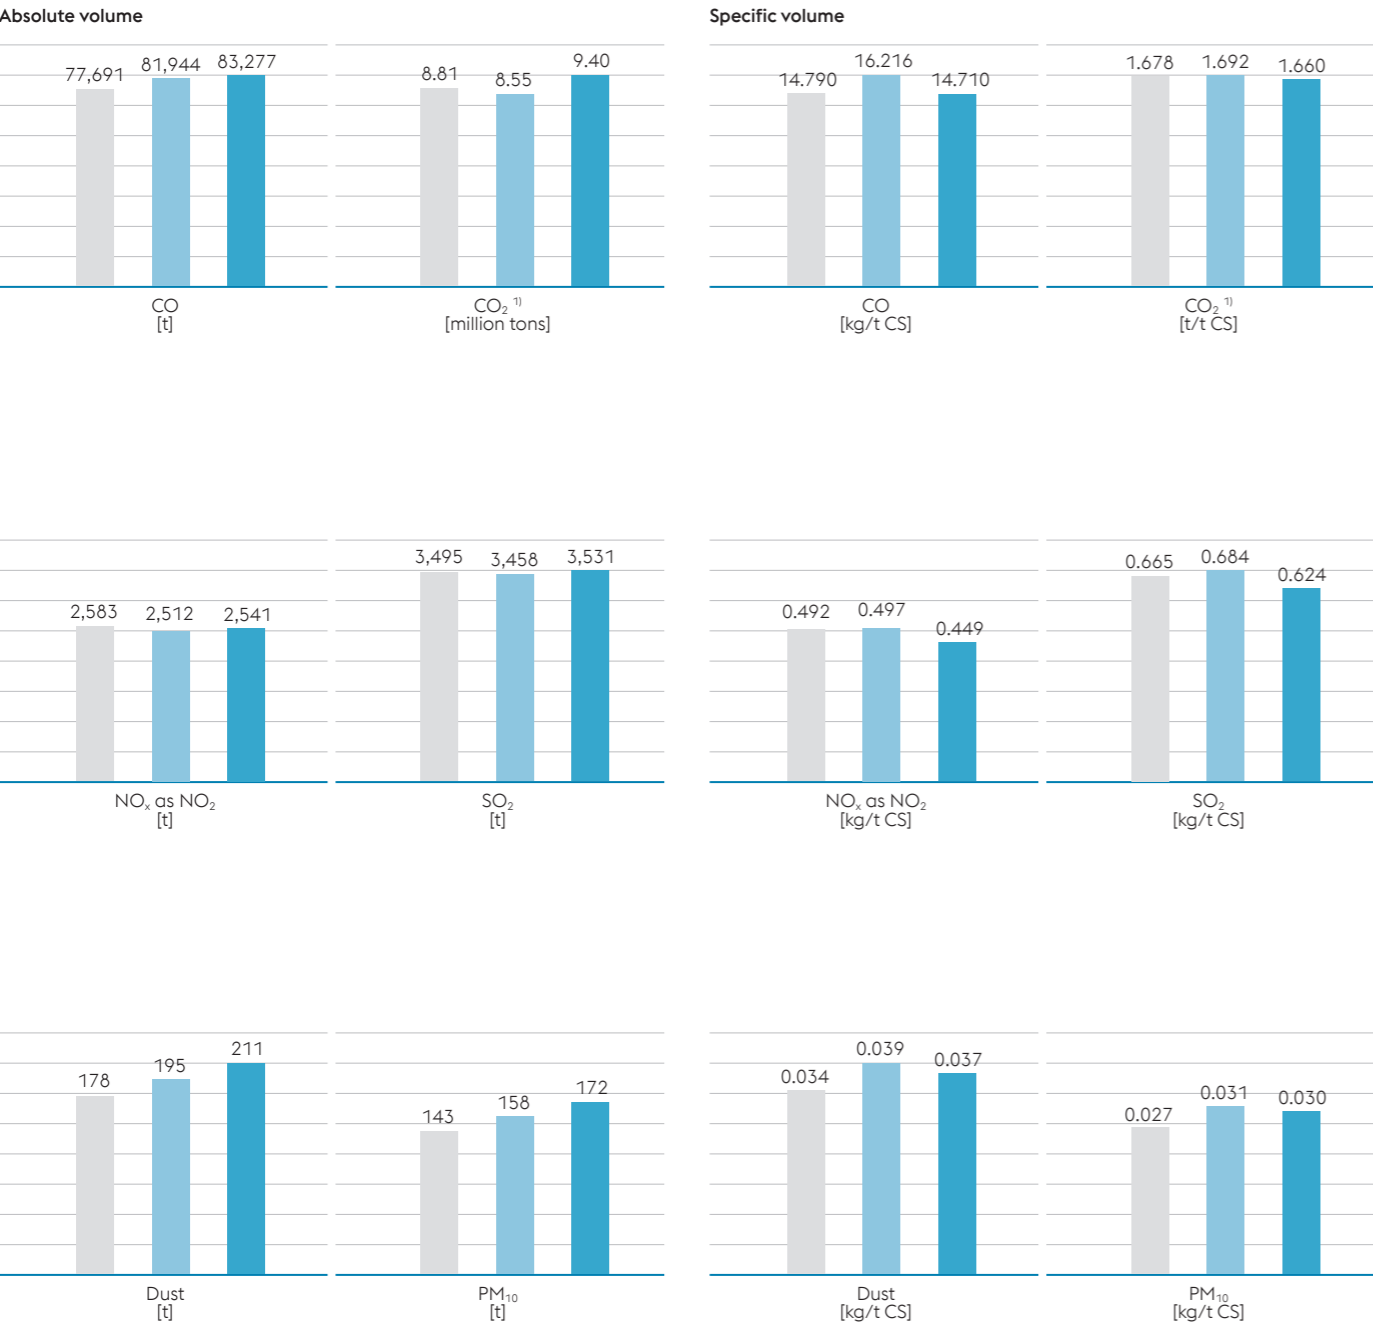 Absolute volume
Specific volume
77,691 81,944 83,277
8.81 8.55 9.40
14.790 16.216 14.710
1.678 1.692 1.660
CO
[t]
CO₂ ¹⁾
[million tons]
CO
[kg/t CS]
CO₂ ¹⁾
[t/t CS]
2,583 2,512 2,541
3,495 3,458 3,531
0.492 0.497 0.449
0.665 0.684 0.624
NOₓ as NO₂
[t]
SO₂
[t]
NOₓ as NO₂
[kg/t CS]
SO₂
[kg/t CS]
178 195 211
143 158 172
0.034 0.039 0.037
0.027 0.031 0.030
Dust
[t]
PM₁₀
[t]
Dust
[kg/t CS]
PM₁₀
[kg/t CS]